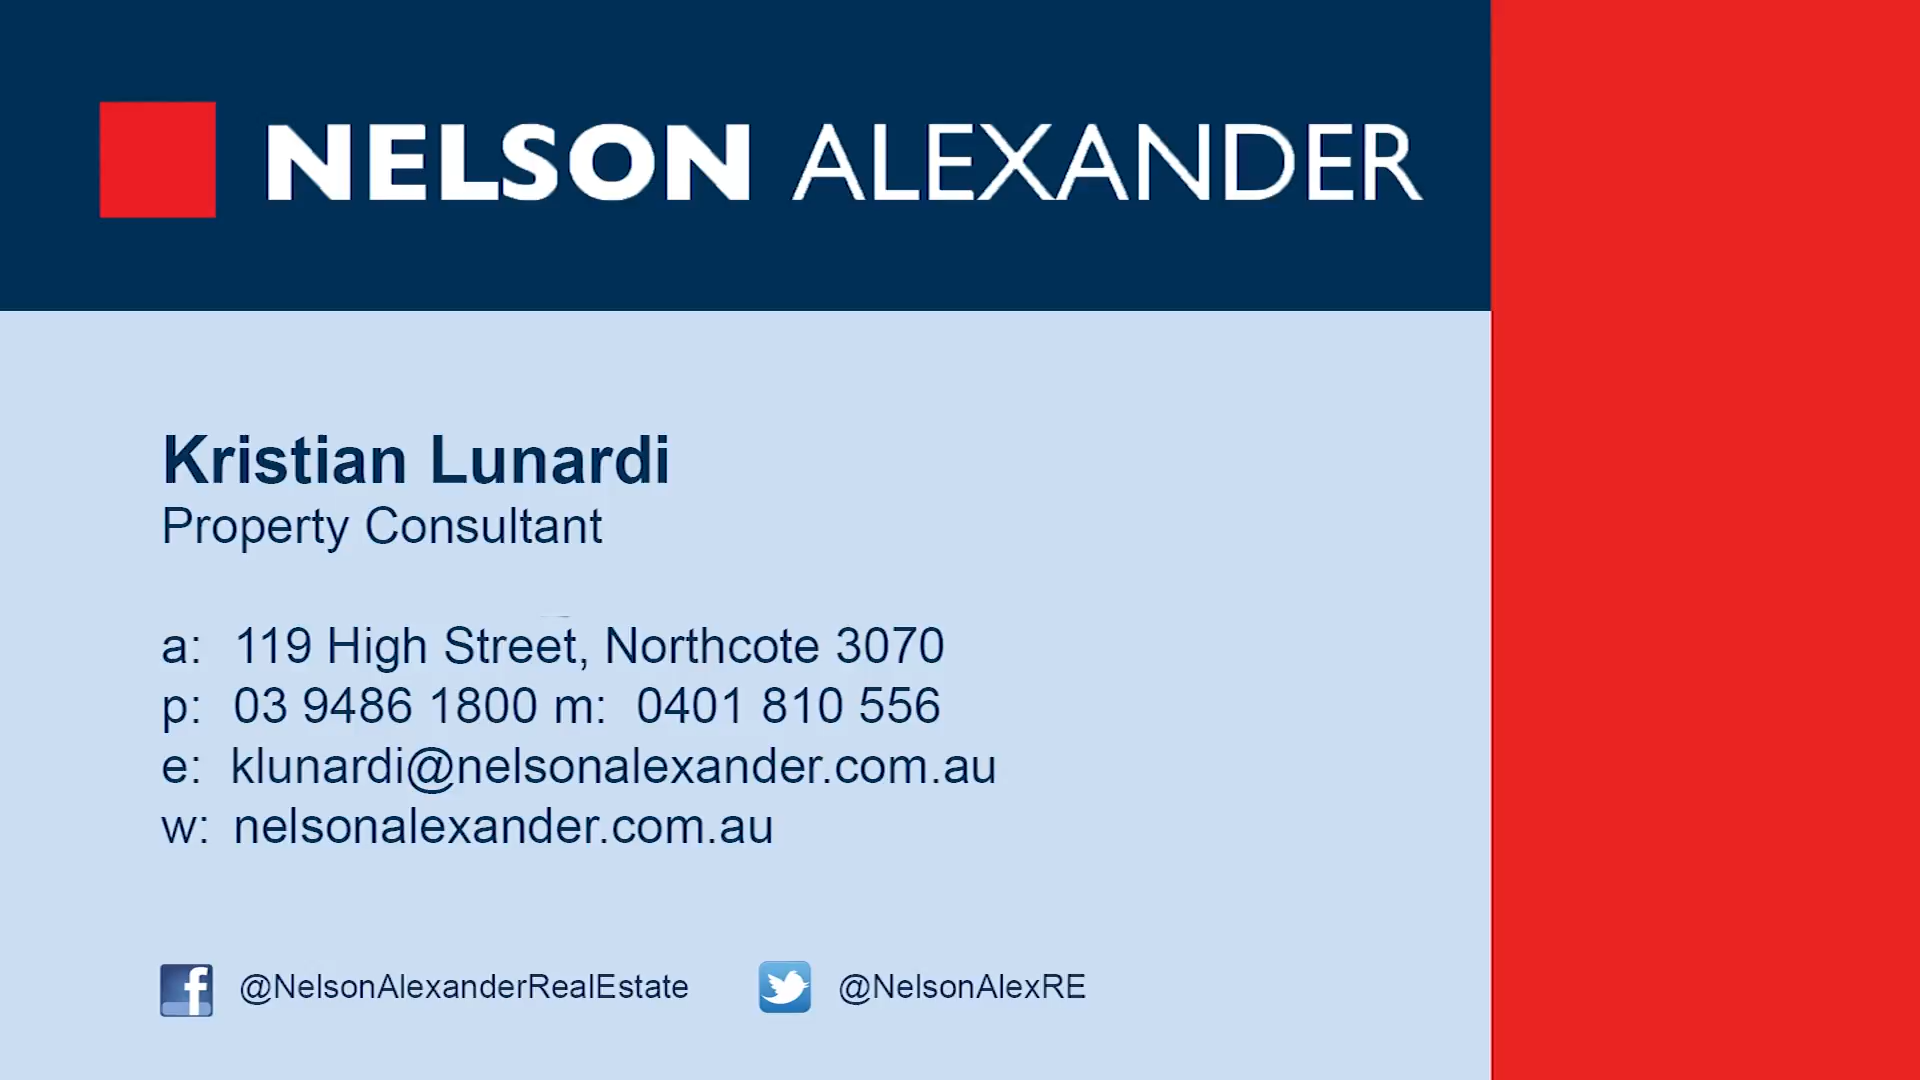 NELSON ALEXANDER
Kristian Lunardi
Property Consultant
a: 119 High Street, Northcote 3070
p: 03 9486 1800 m: 0401 810 556
e: klunardi@nelsonalexander.com.au
w: nelsonalexander.com.au
@NelsonAlexanderRealEstate @NelsonAlexRE